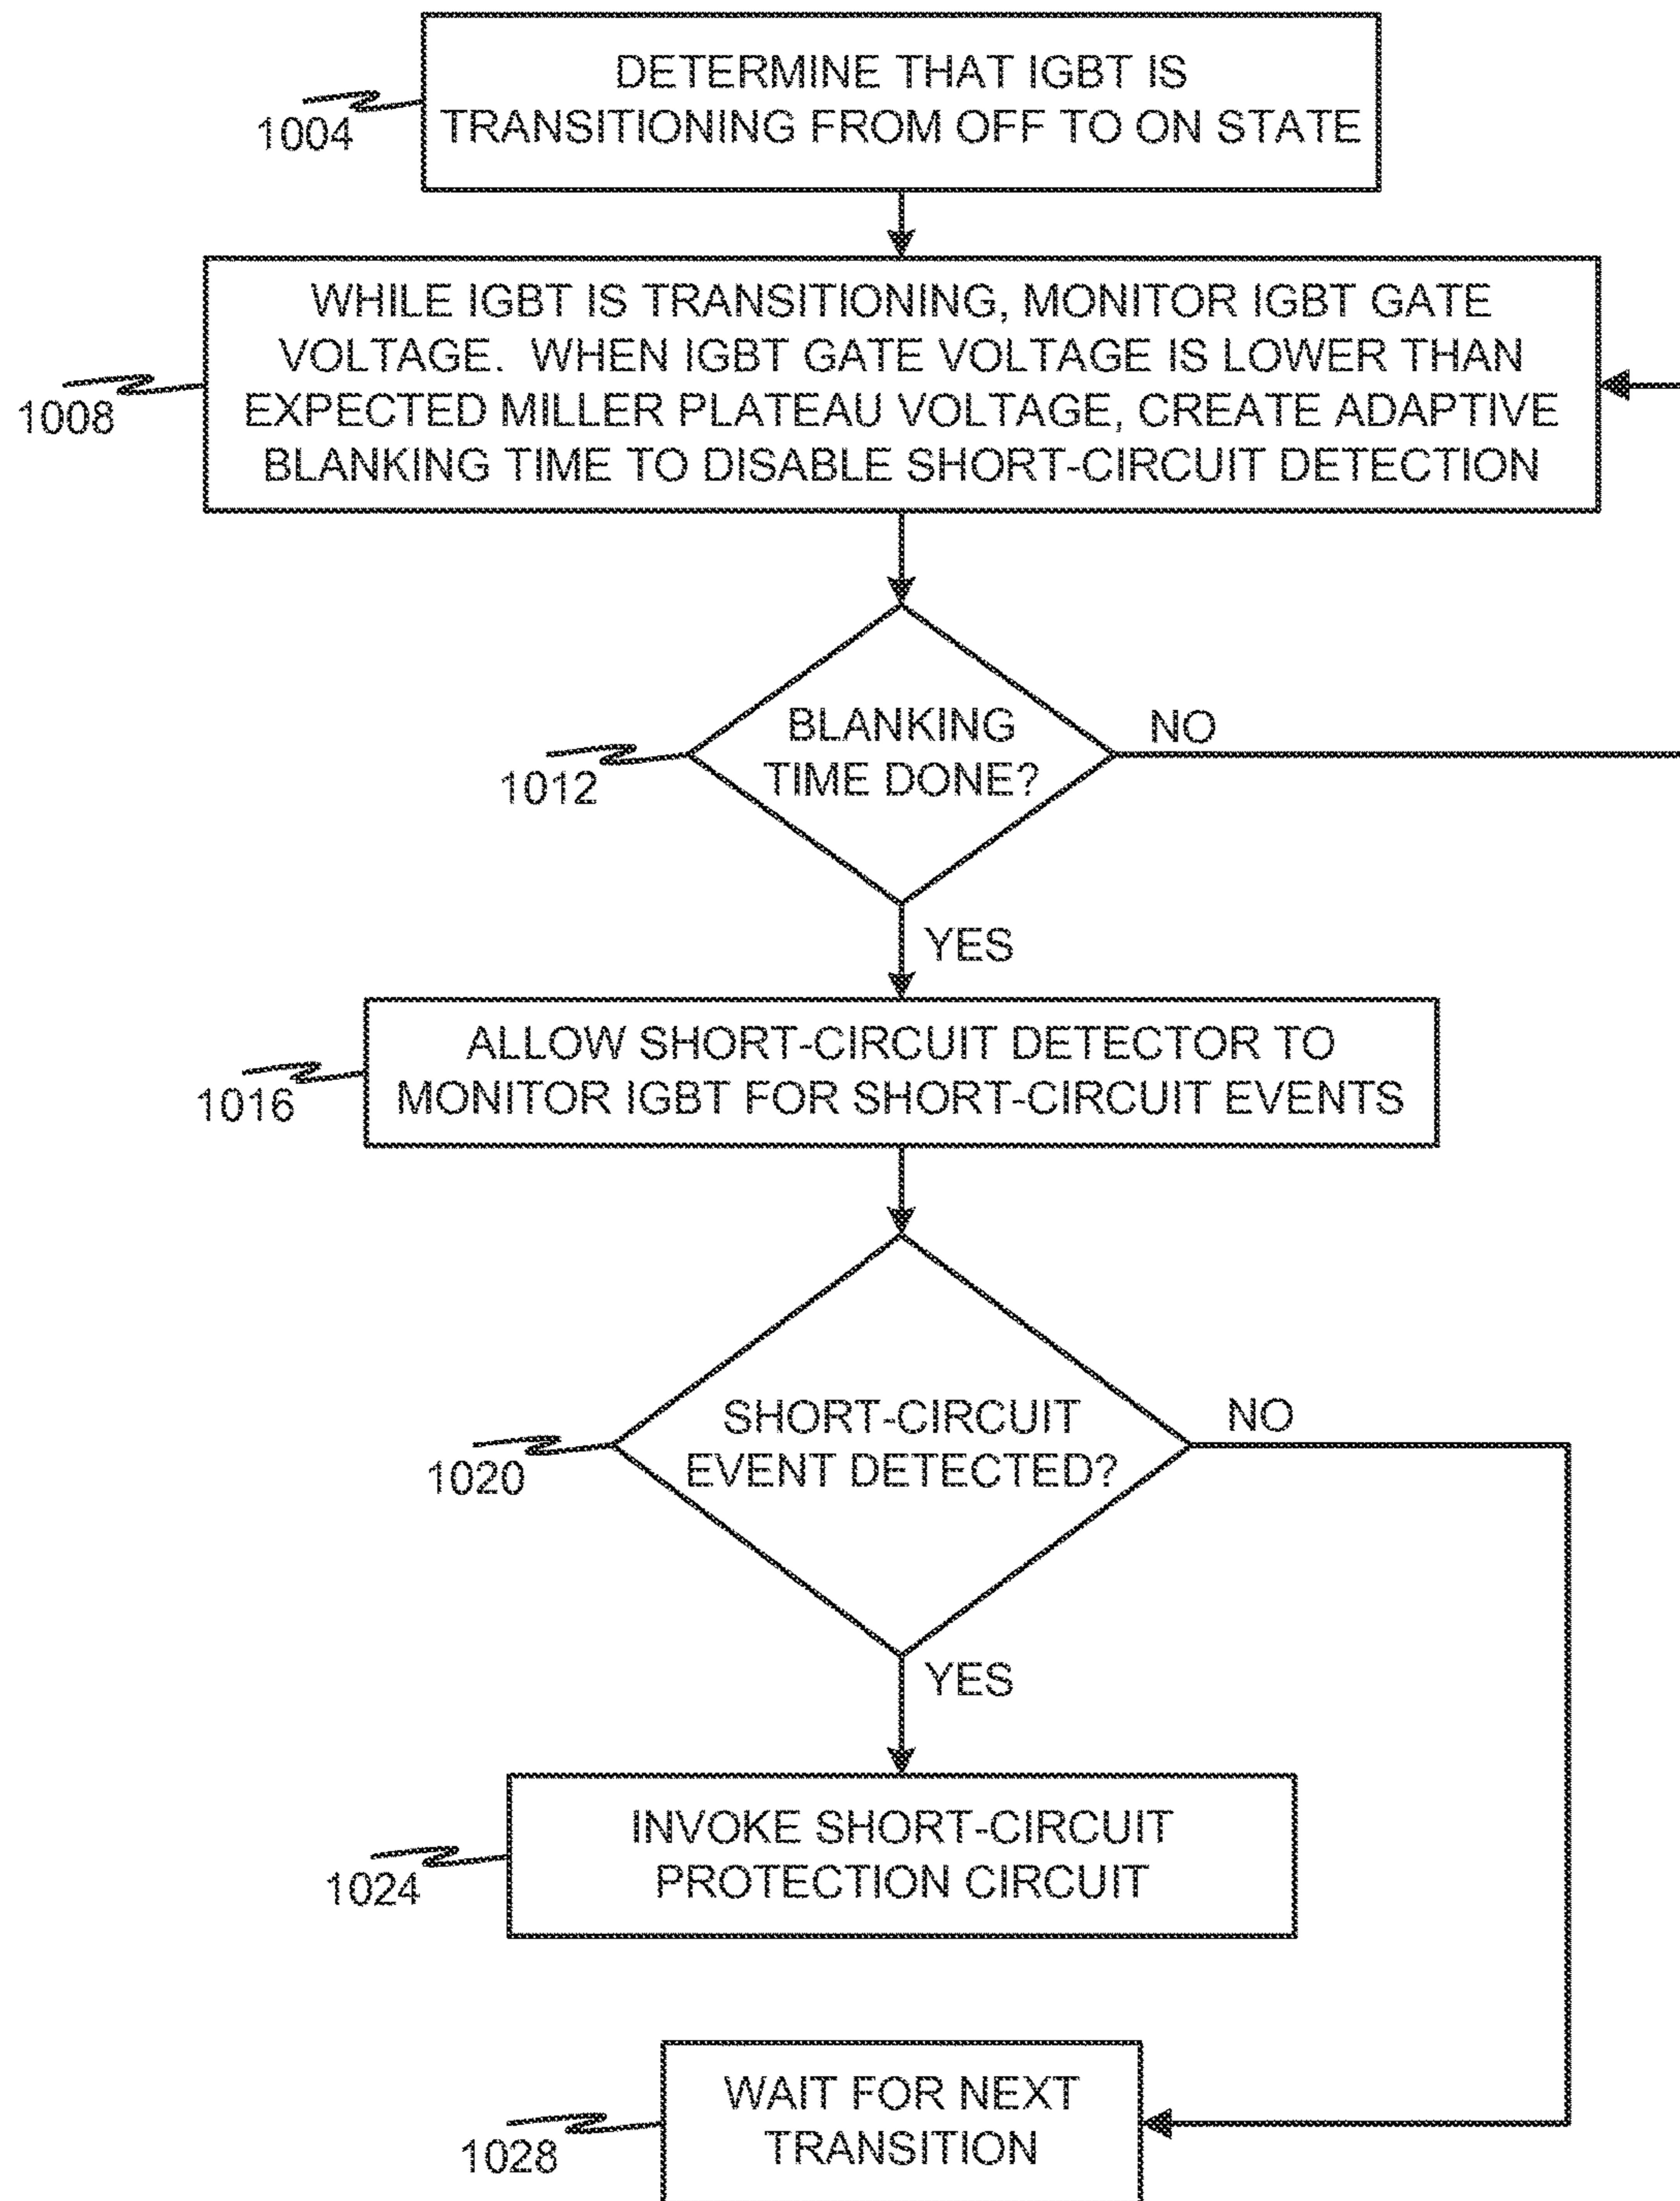 DETERMINE THAT IGBT IS
TRANSITIONING FROM OFF TO ON STATE
1004
WHILE IGBT IS TRANSITIONING, MONITOR IGBT GATE
VOLTAGE. WHEN IGBT GATE VOLTAGE IS LOWER THAN
EXPECTED MILLER PLATEAU VOLTAGE, CREATE ADAPTIVE
BLANKING TIME TO DISABLE SHORT-CIRCUIT DETECTION
1008
BLANKING
TIME DONE?
NO
1012
YES
ALLOW SHORT-CIRCUIT DETECTOR TO
MONITOR IGBT FOR SHORT-CIRCUIT EVENTS
1016
SHORT-CIRCUIT
EVENT DETECTED?
NO
1020
YES
INVOKE SHORT-CIRCUIT
PROTECTION CIRCUIT
1024
WAIT FOR NEXT
TRANSITION
1028